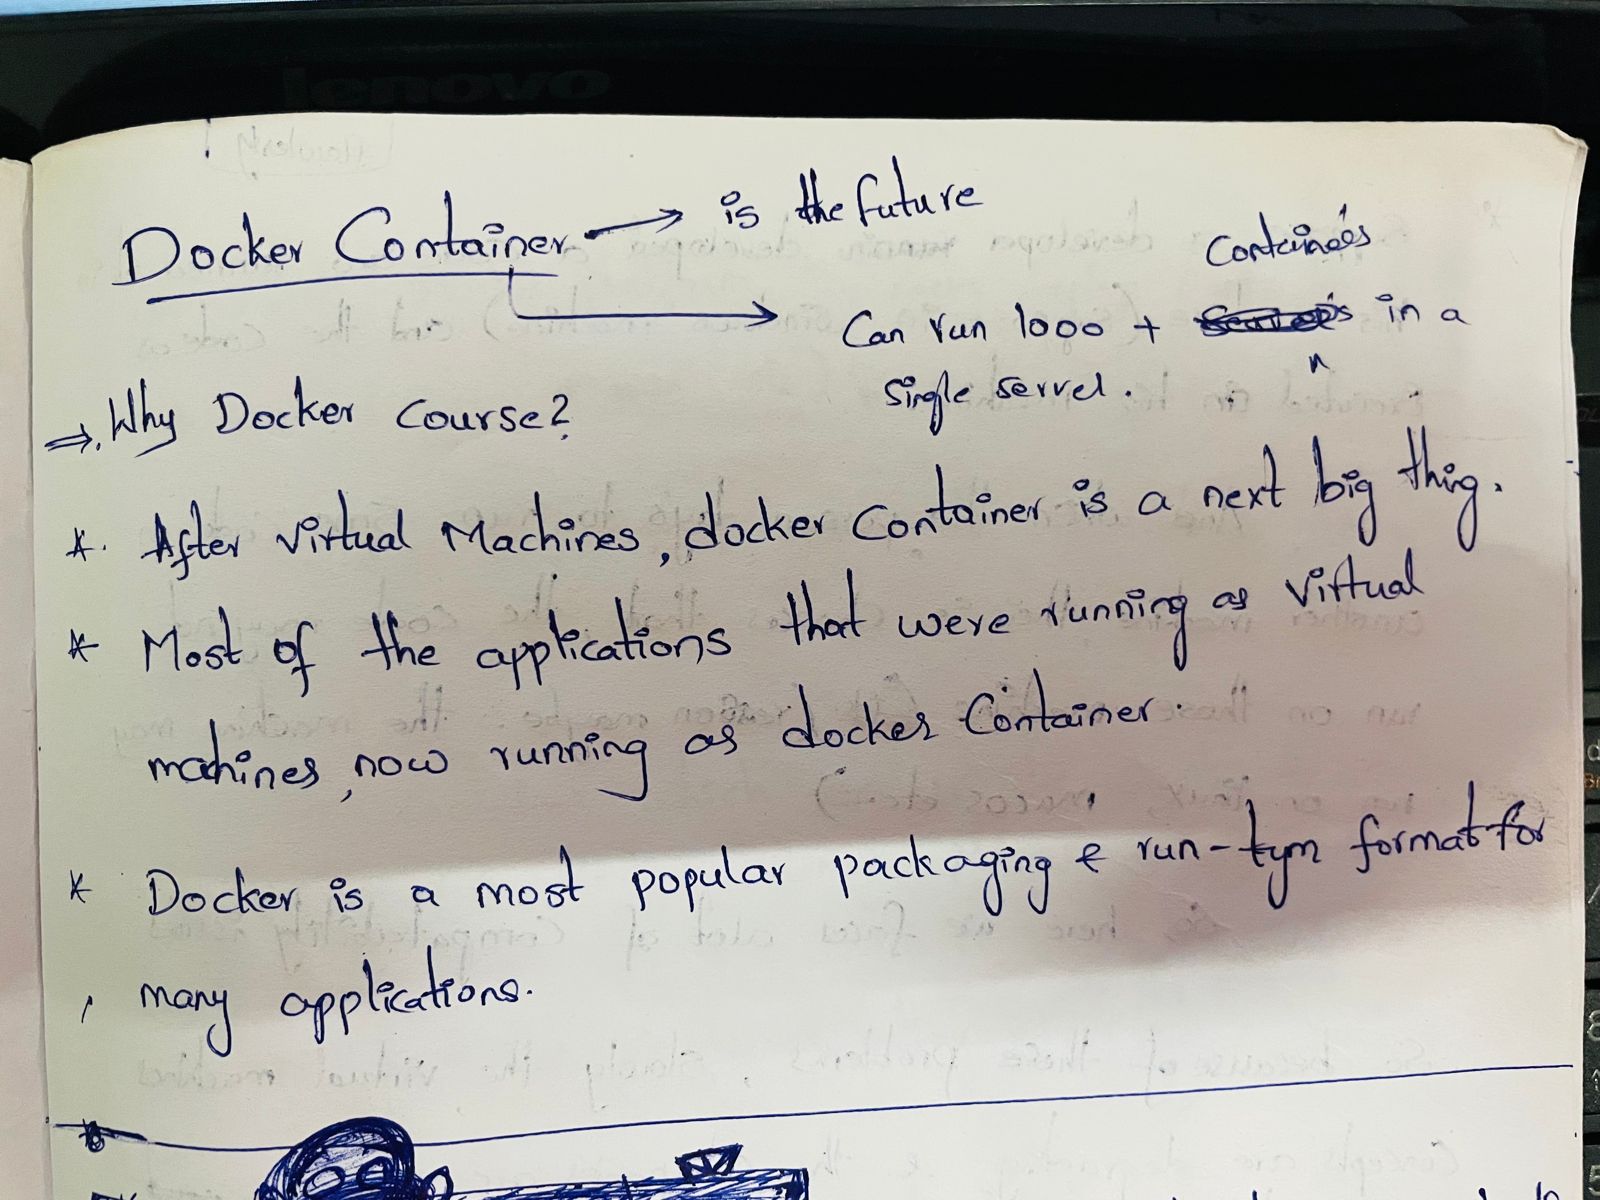 lenovo
Docker Container → is the future
Containers
Can run 1000 + in a
single server.
⇒ Why Docker Course?
* After Virtual Machines, docker Container is a next big thing.
* Most of the applications that were running as Virtual
machines, now running as docker Container.
* Docker is a most popular packaging & run-tym format for
many applications.